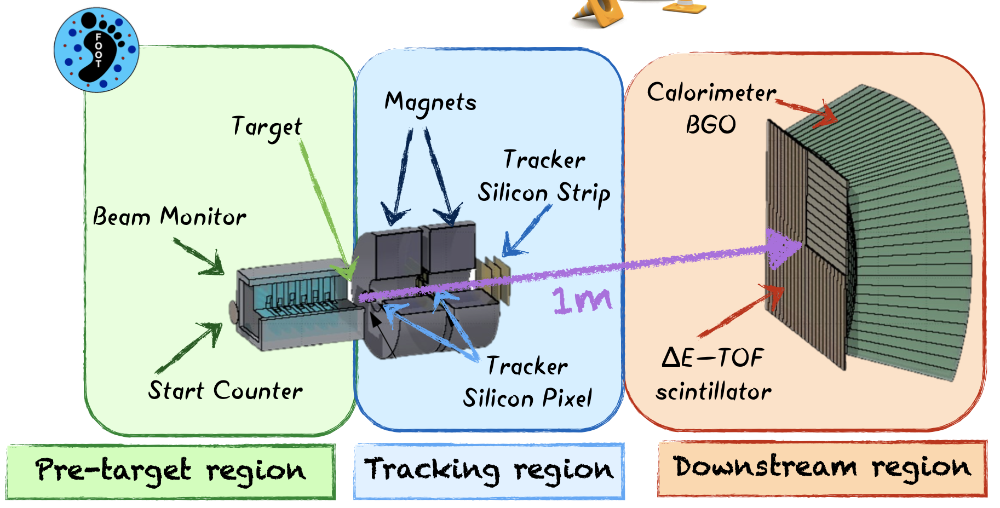 FOOT
Target
Beam Monitor
Start Counter
Magnets
Tracker
Silicon Strip
1m
Tracker
Silicon Pixel
Calorimeter
BGO
ΔE-TOF
scintillator
Pre-target region
Tracking region
Downstream region